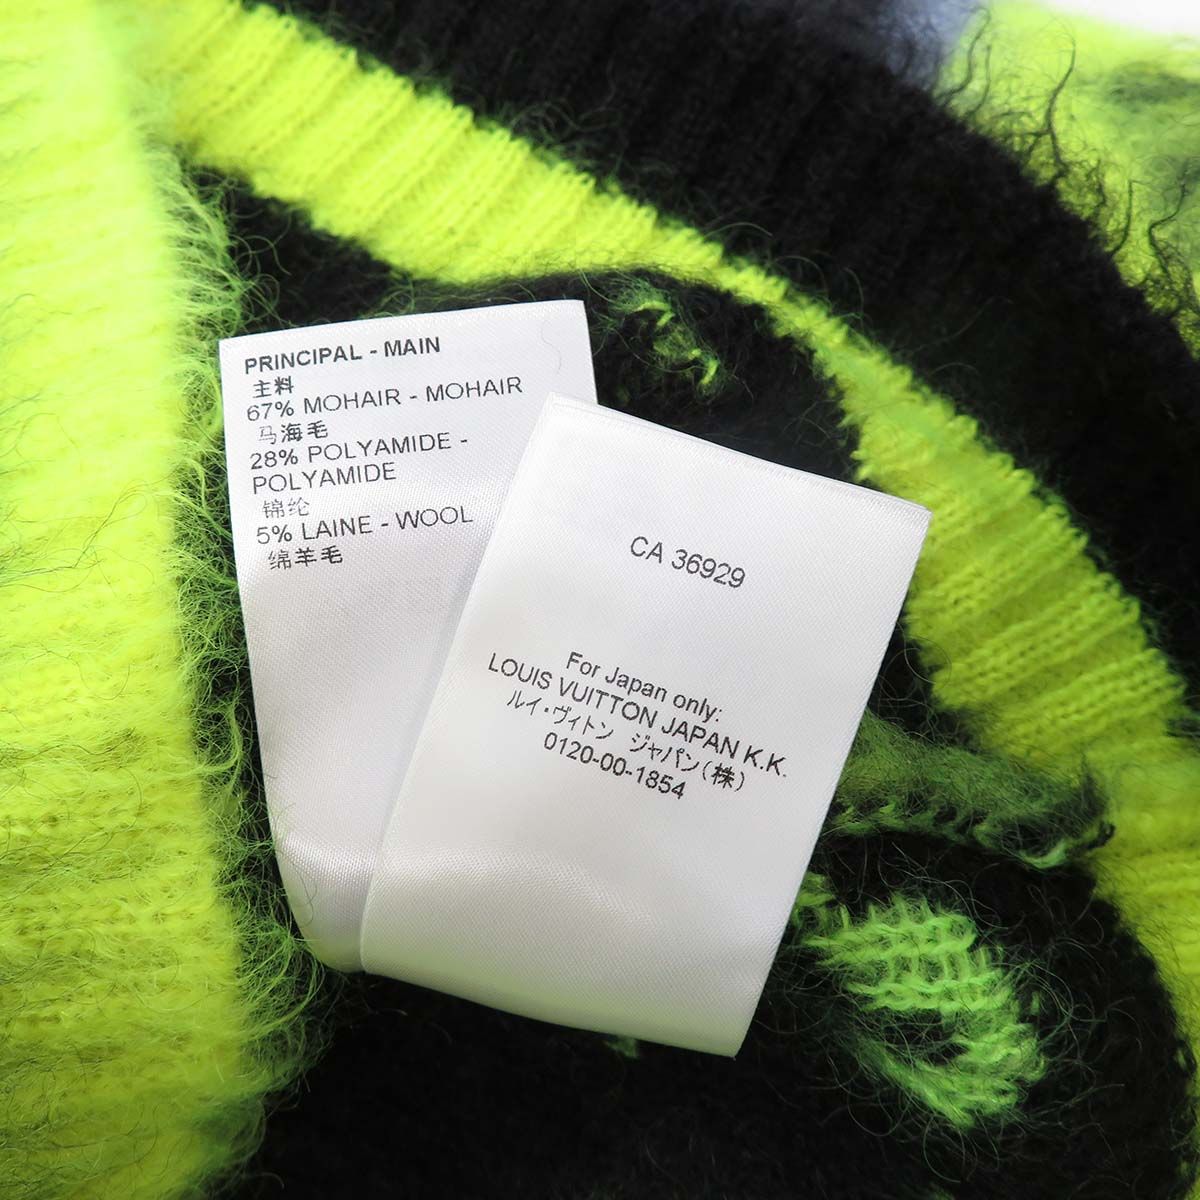 PRINCIPAL - MAIN
主料
67% MOHAIR - MOHAIR
马海毛
28% POLYAMIDE -
POLYAMIDE
锦纶
5% LAINE - WOOL
绵羊毛
CA 36929
For Japan only:
LOUIS VUITTON JAPAN K.K.
ルイ・ヴィトン ジャパン(株)
0120-00-1854